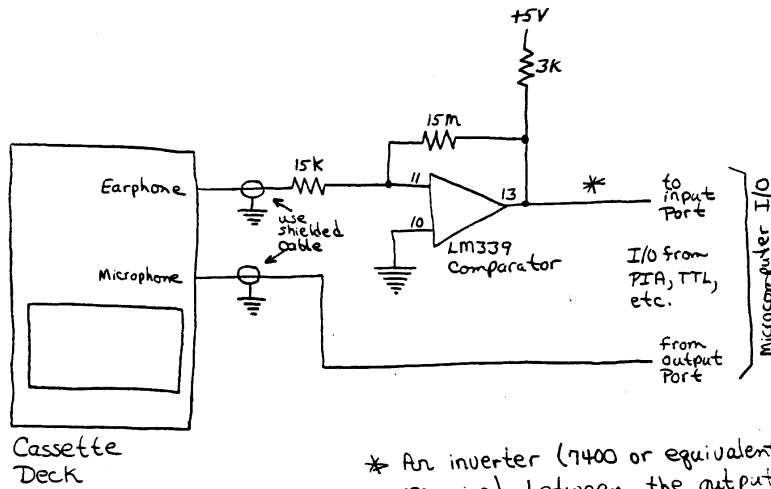 +5V
3K
15M
15K
Earphone
11
13
*
to
input
Port
use
shielded
cable
10
LM339
Comparator
I/O from
PIA, TTL,
etc.
Microcomputer I/O
Microphone
from
output
Port
Cassette
Deck
* An inverter (7400 or equivalent
between the output